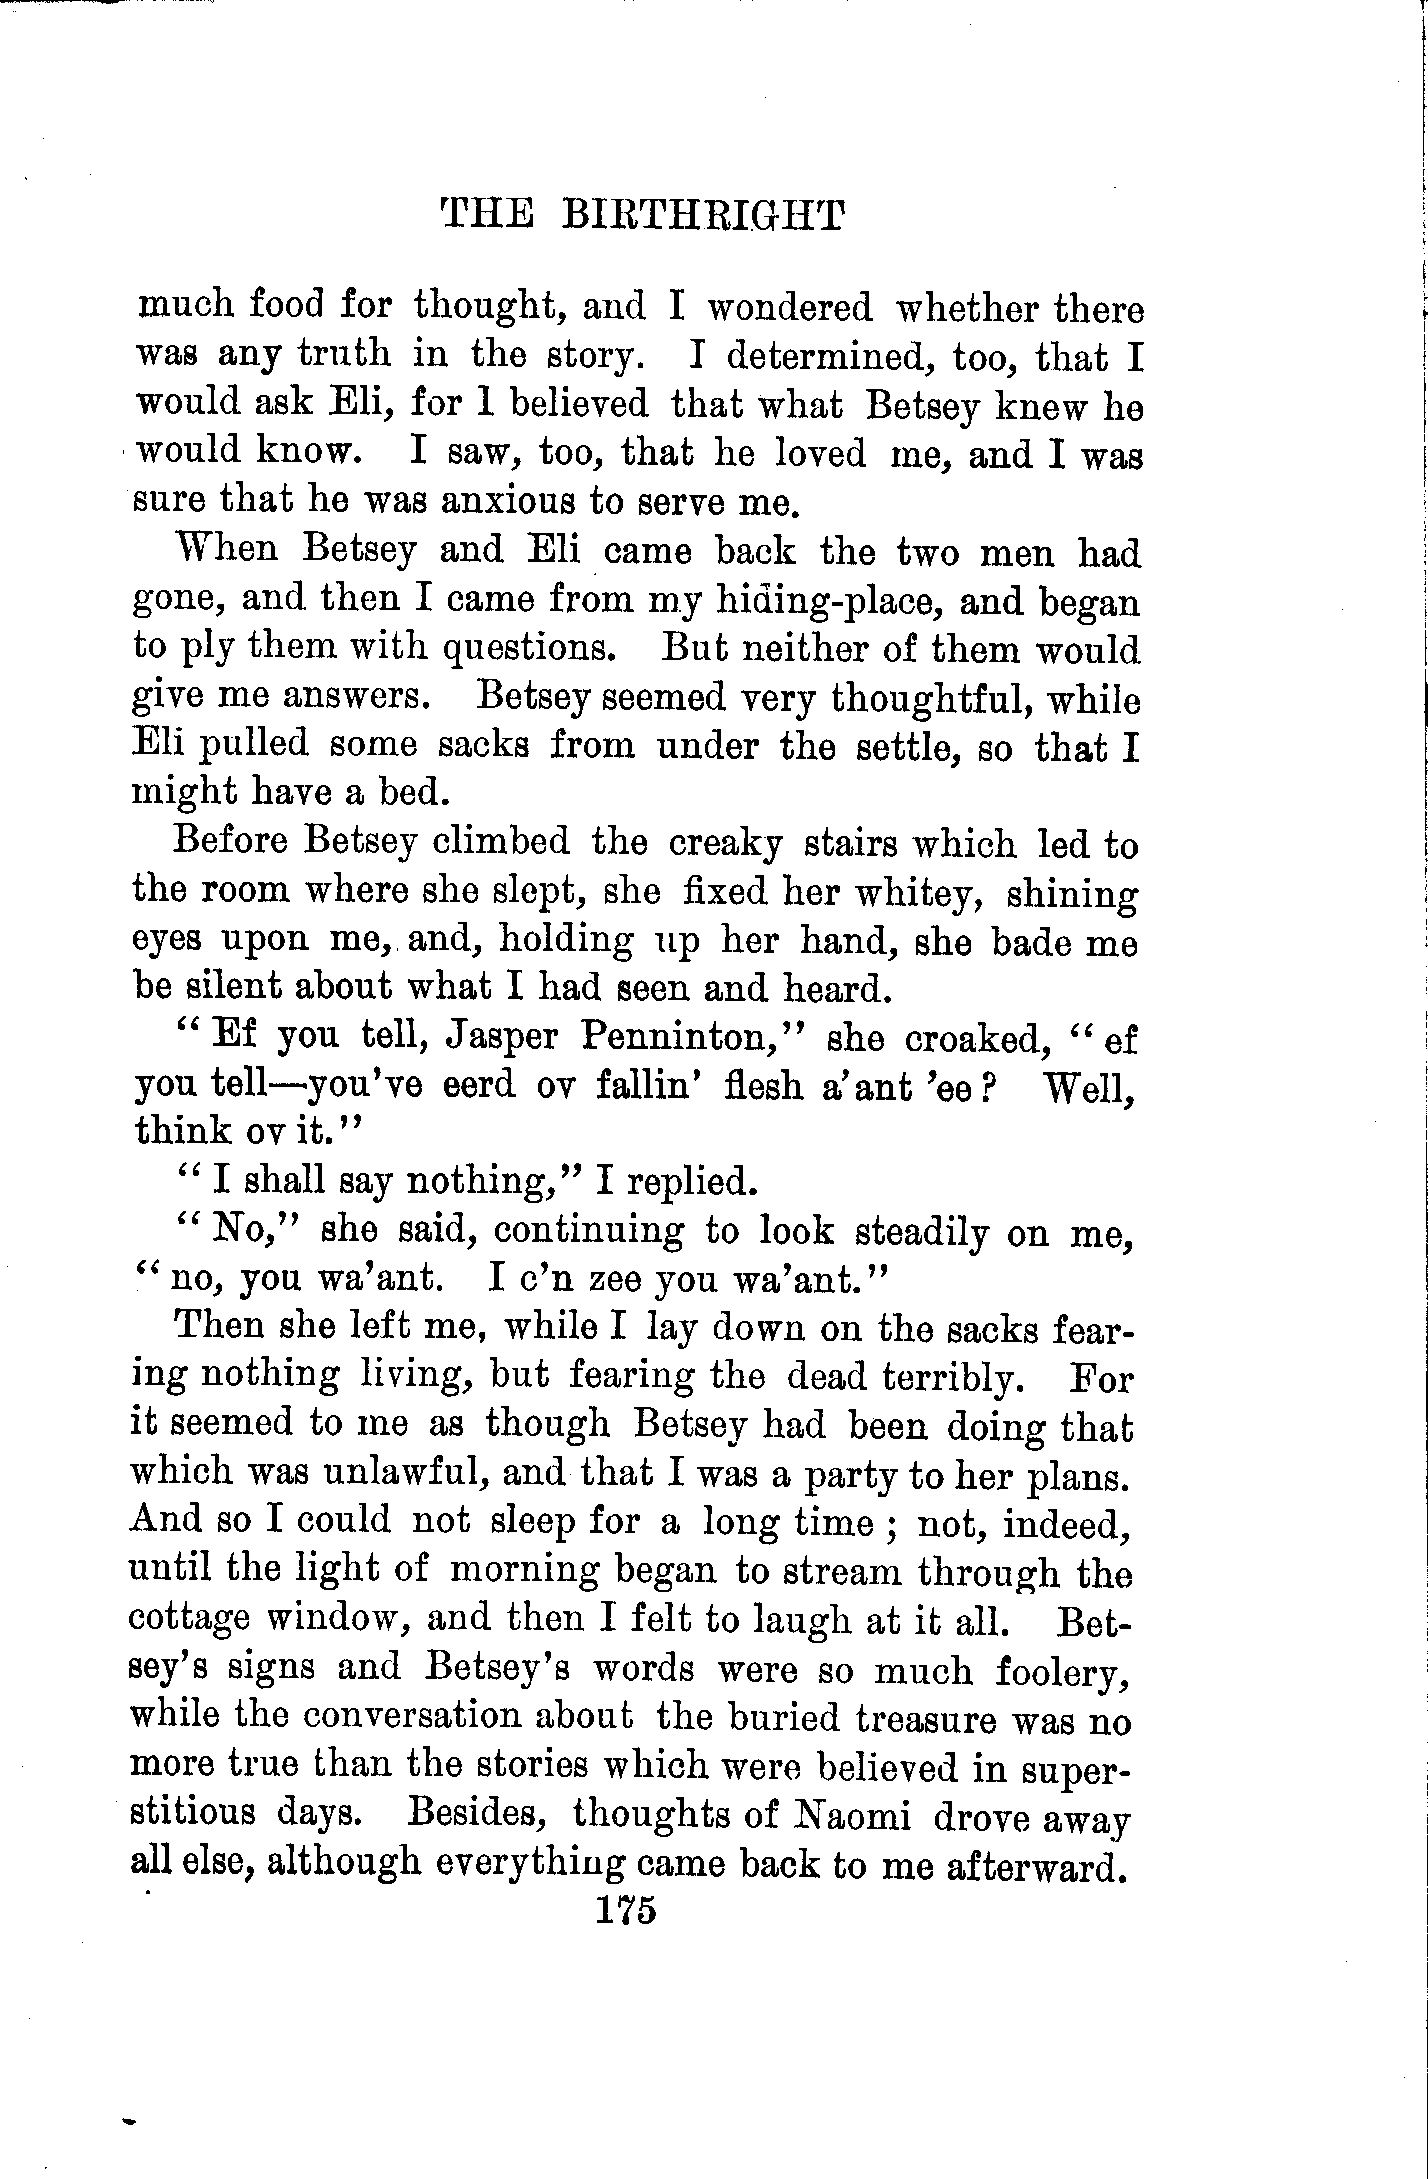 THE BIRTHRIGHT
much food for thought, and I wondered whether there
was any truth in the story. I determined, too, that I
would ask Eli, for I believed that what Betsey knew he
would know. I saw, too, that he loved me, and I was
sure that he was anxious to serve me.
When Betsey and Eli came back the two men had
gone, and then I came from my hiding-place, and began
to ply them with questions. But neither of them would
give me answers. Betsey seemed very thoughtful, while
Eli pulled some sacks from under the settle, so that I
might have a bed.
Before Betsey climbed the creaky stairs which led to
the room where she slept, she fixed her whitey, shining
eyes upon me, and, holding up her hand, she bade me
be silent about what I had seen and heard.
“Ef you tell, Jasper Penninton,” she croaked, “ef
you tell—you've eerd ov fallin' flesh a'ant 'ee? Well,
think ov it.”
“I shall say nothing,” I replied.
“No,” she said, continuing to look steadily on me,
“no, you wa'ant. I c'n zee you wa'ant.”
Then she left me, while I lay down on the sacks fear-
ing nothing living, but fearing the dead terribly. For
it seemed to me as though Betsey had been doing that
which was unlawful, and that I was a party to her plans.
And so I could not sleep for a long time; not, indeed,
until the light of morning began to stream through the
cottage window, and then I felt to laugh at it all. Bet-
sey's signs and Betsey's words were so much foolery,
while the conversation about the buried treasure was no
more true than the stories which were believed in super-
stitious days. Besides, thoughts of Naomi drove away
all else, although everything came back to me afterward.
175